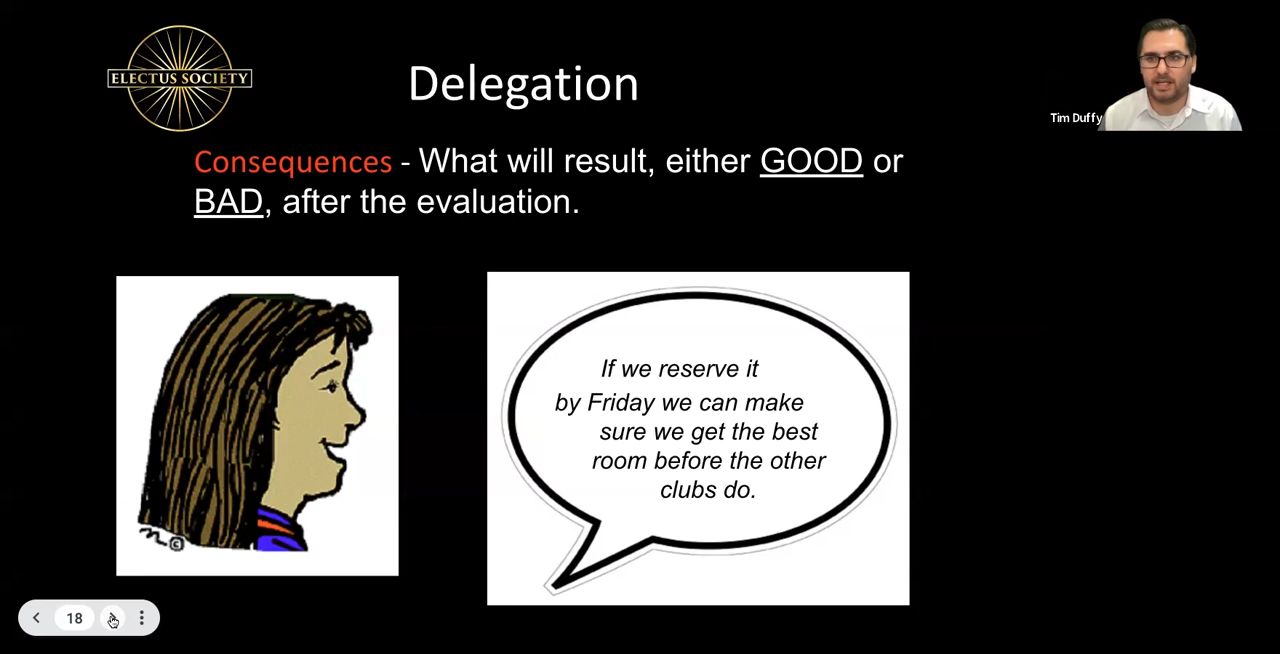 ELECTUS SOCIETY
Delegation
Tim Duffy
Consequences - What will result, either GOOD or
BAD, after the evaluation.
If we reserve it
by Friday we can make
sure we get the best
room before the other
clubs do.
©
18